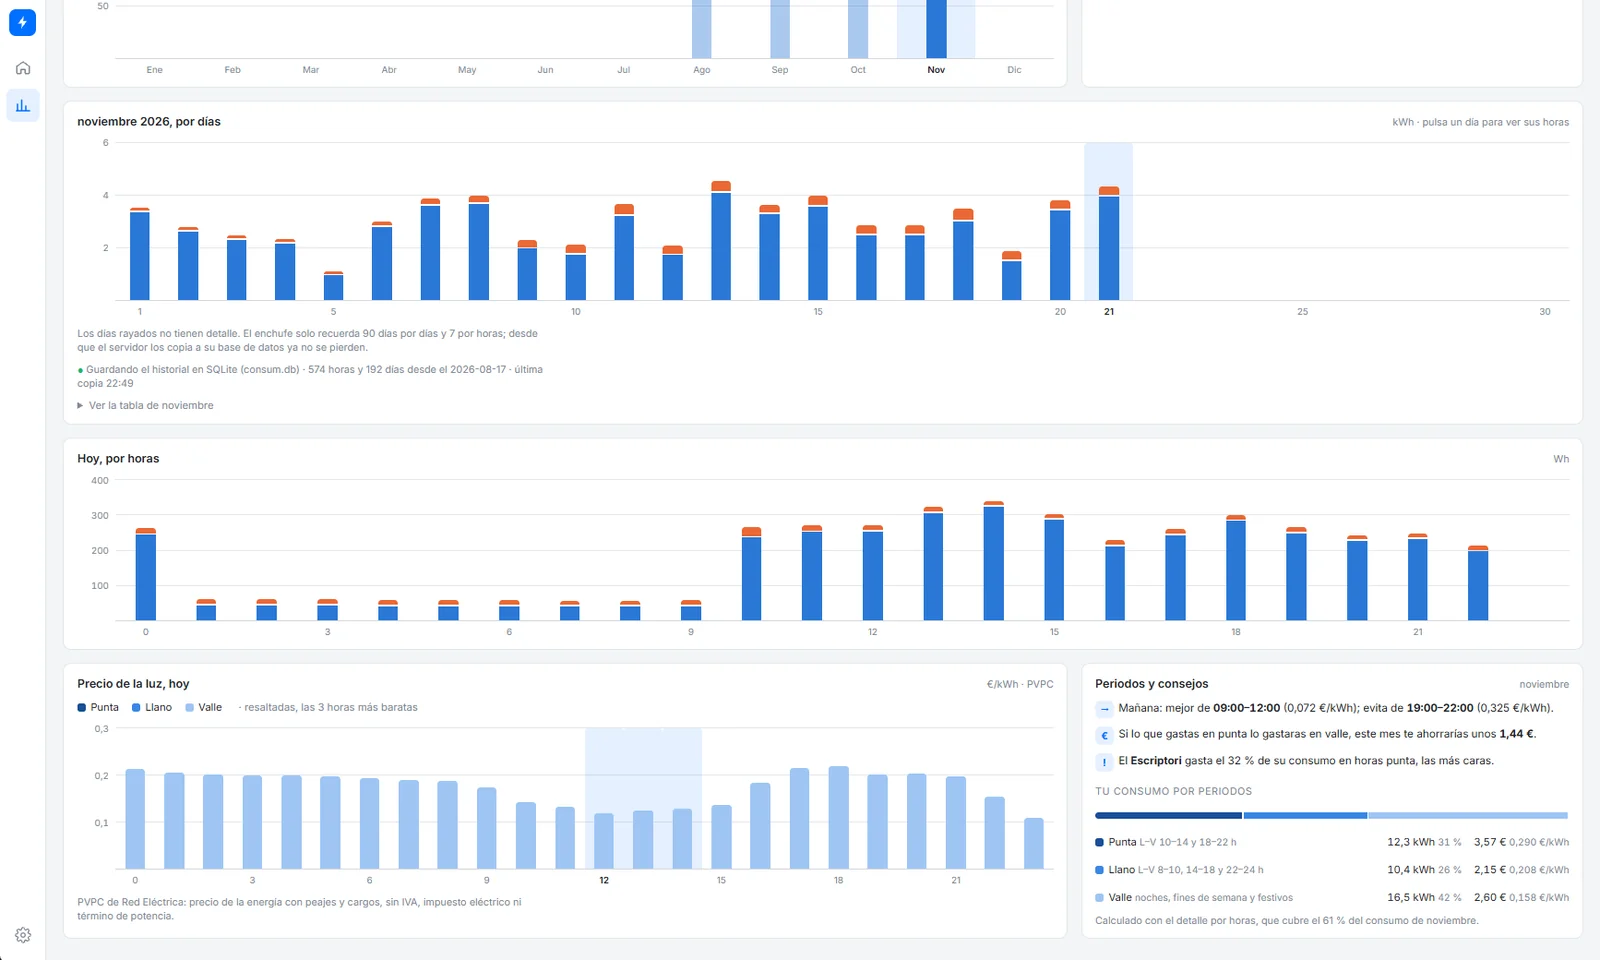 50
Ene Feb Mar Abr May Jun Jul Ago Sep Oct Nov Dic
noviembre 2026, por días
kWh · pulsa un día para ver sus horas
6
4
2
1 5 10 15 20 21 25 30
Los días rayados no tienen detalle. El enchufe solo recuerda 90 días por días y 7 por horas; desde
que el servidor los copia a su base de datos ya no se pierden.
● Guardando el historial en SQLite (consum.db) · 574 horas y 192 días desde el 2026-08-17 · última
copia 22:49
▶ Ver la tabla de noviembre
Hoy, por horas
Wh
400
300
200
100
0 3 6 9 12 15 18 21
Precio de la luz, hoy
€/kWh · PVPC
Punta Llano Valle · resaltadas, las 3 horas más baratas
0,3
0,2
0,1
0 3 6 9 12 15 18 21
PVPC de Red Eléctrica: precio de la energía con peajes y cargos, sin IVA, impuesto eléctrico ni
término de potencia.
Periodos y consejos
noviembre
→ Mañana: mejor de 09:00–12:00 (0,072 €/kWh); evita de 19:00–22:00 (0,325 €/kWh).
€ Si lo que gastas en punta lo gastaras en valle, este mes te ahorrarías unos 1,44 €.
! El Escriptori gasta el 32 % de su consumo en horas punta, las más caras.
TU CONSUMO POR PERIODOS
Punta L–V 10–14 y 18–22 h 12,3 kWh 31 % 3,57 € 0,290 €/kWh
Llano L–V 8–10, 14–18 y 22–24 h 10,4 kWh 26 % 2,15 € 0,208 €/kWh
Valle noches, fines de semana y festivos 16,5 kWh 42 % 2,60 € 0,158 €/kWh
Calculado con el detalle por horas, que cubre el 61 % del consumo de noviembre.